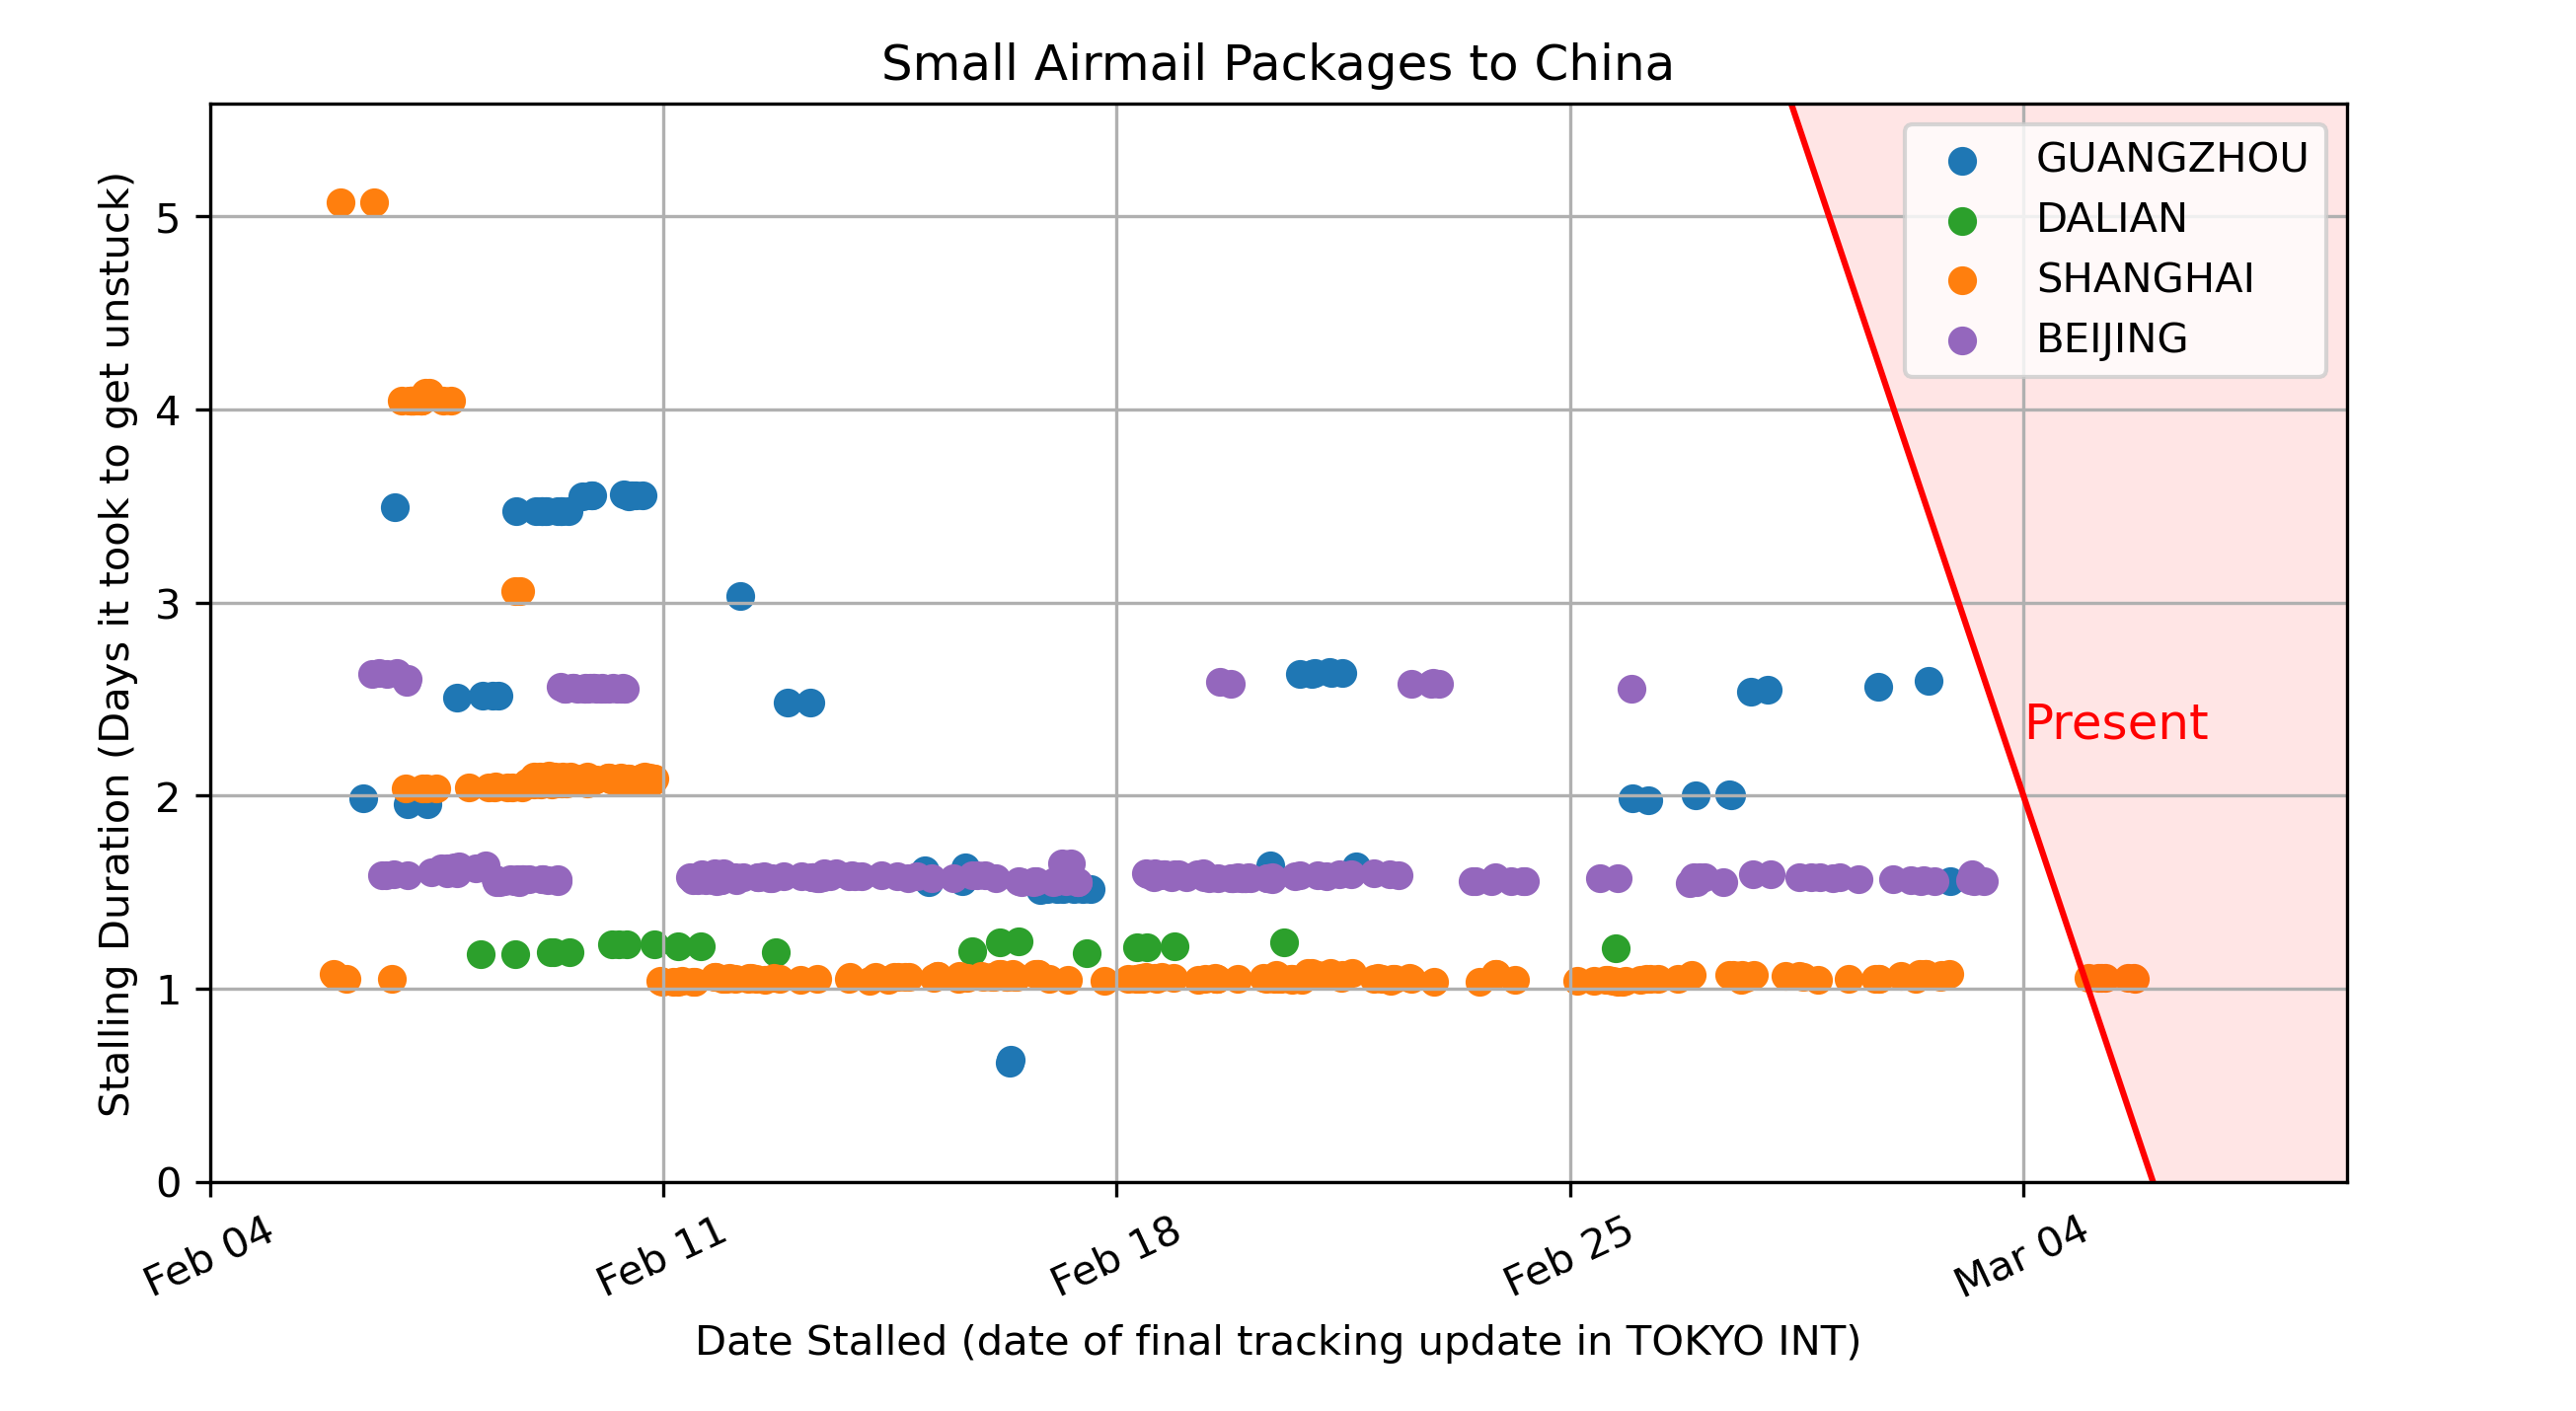 Small Airmail Packages to China
Stalling Duration (Days it took to get unstuck)
5
4
3
2
1
0
GUANGZHOU
DALIAN
SHANGHAI
BEIJING
Present
Feb 04
Feb 11
Feb 18
Feb 25
Mar 04
Date Stalled (date of final tracking update in TOKYO INT)